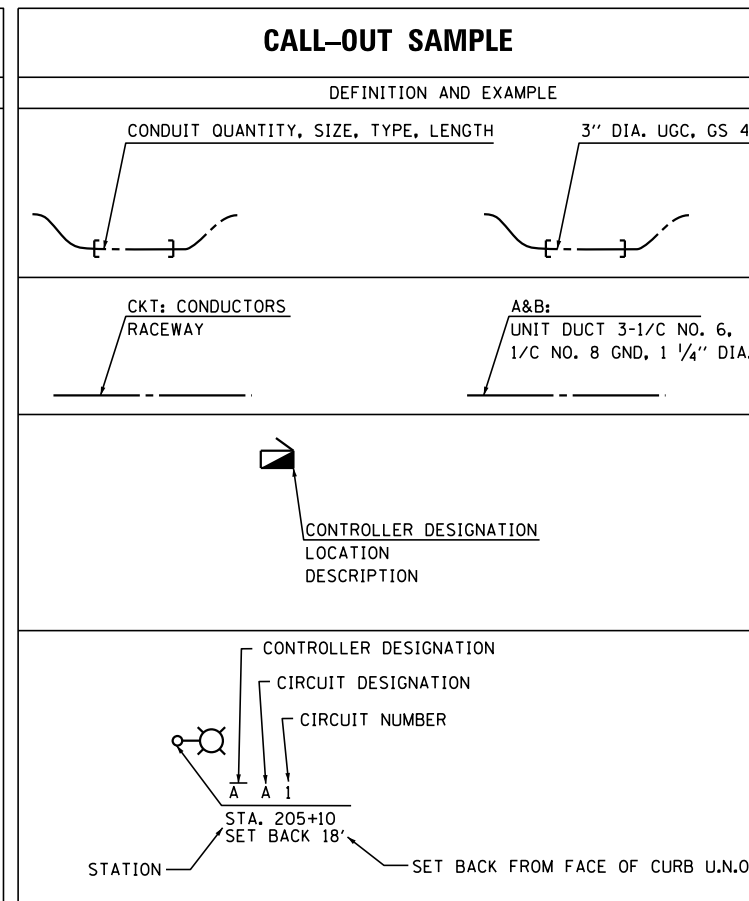 CALL–OUT SAMPLE
DEFINITION AND EXAMPLE
CONDUIT QUANTITY, SIZE, TYPE, LENGTH
3'' DIA. UGC, GS 4
CKT: CONDUCTORS
RACEWAY
A&B:
UNIT DUCT 3-1/C NO. 6,
1/C NO. 8 GND, 1 1/4'' DIA.
CONTROLLER DESIGNATION
LOCATION
DESCRIPTION
CONTROLLER DESIGNATION
CIRCUIT DESIGNATION
CIRCUIT NUMBER
A A 1
STA. 205+10
SET BACK 18'
STATION
SET BACK FROM FACE OF CURB U.N.O